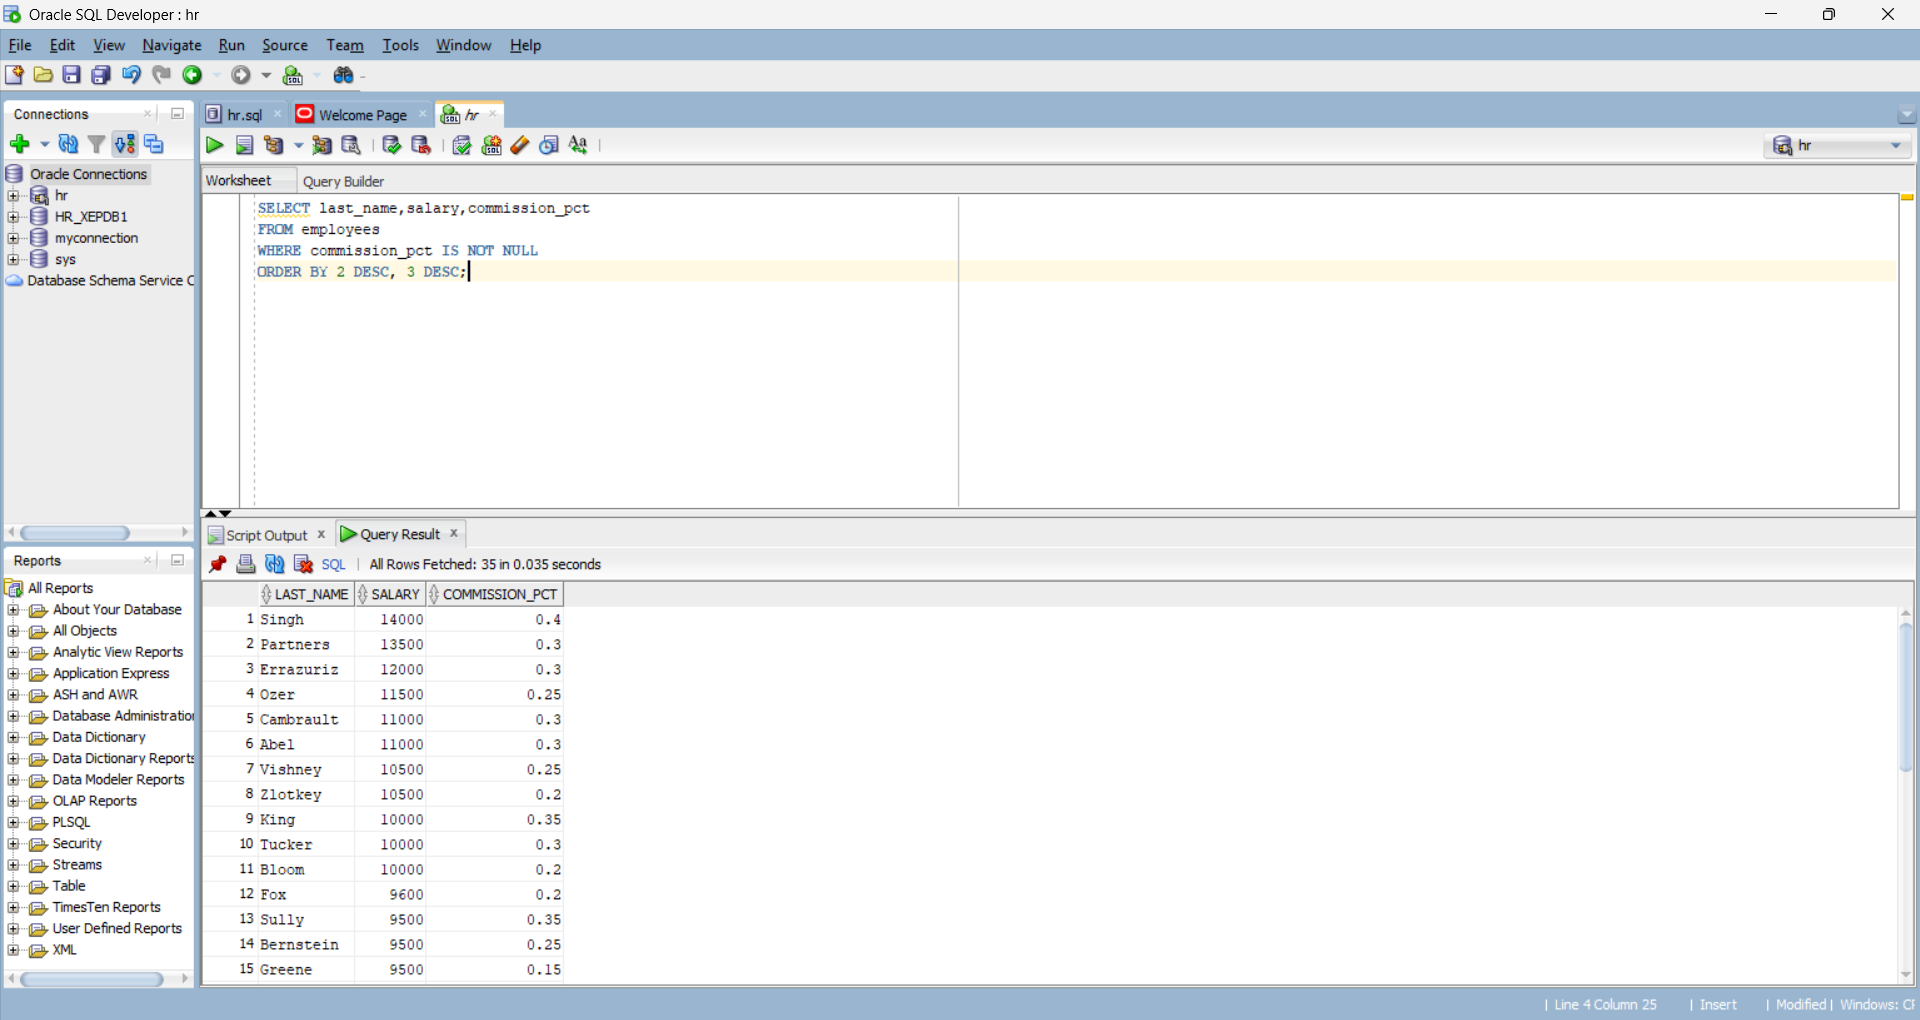 Oracle SQL Developer : hr
File Edit View Navigate Run Source Team Tools Window Help
Connections
Oracle Connections
hr
HR_XEPDB1
myconnection
sys
Database Schema Service C
Reports
All Reports
About Your Database
All Objects
Analytic View Reports
Application Express
ASH and AWR
Database Administration
Data Dictionary
Data Dictionary Reports
Data Modeler Reports
OLAP Reports
PLSQL
Security
Streams
Table
TimesTen Reports
User Defined Reports
XML
hr.sql Welcome Page hr
hr
Worksheet Query Builder
SELECT last_name,salary,commission_pct
FROM employees
WHERE commission_pct IS NOT NULL
ORDER BY 2 DESC, 3 DESC;
Script Output x Query Result x
SQL | All Rows Fetched: 35 in 0.035 seconds
LAST_NAME SALARY COMMISSION_PCT
1 Singh 14000 0.4
2 Partners 13500 0.3
3 Errazuriz 12000 0.3
4 Ozer 11500 0.25
5 Cambrault 11000 0.3
6 Abel 11000 0.3
7 Vishney 10500 0.25
8 Zlotkey 10500 0.2
9 King 10000 0.35
10 Tucker 10000 0.3
11 Bloom 10000 0.2
12 Fox 9600 0.2
13 Sully 9500 0.35
14 Bernstein 9500 0.25
15 Greene 9500 0.15
| Line 4 Column 25 | Insert | Modified | Windows: CR